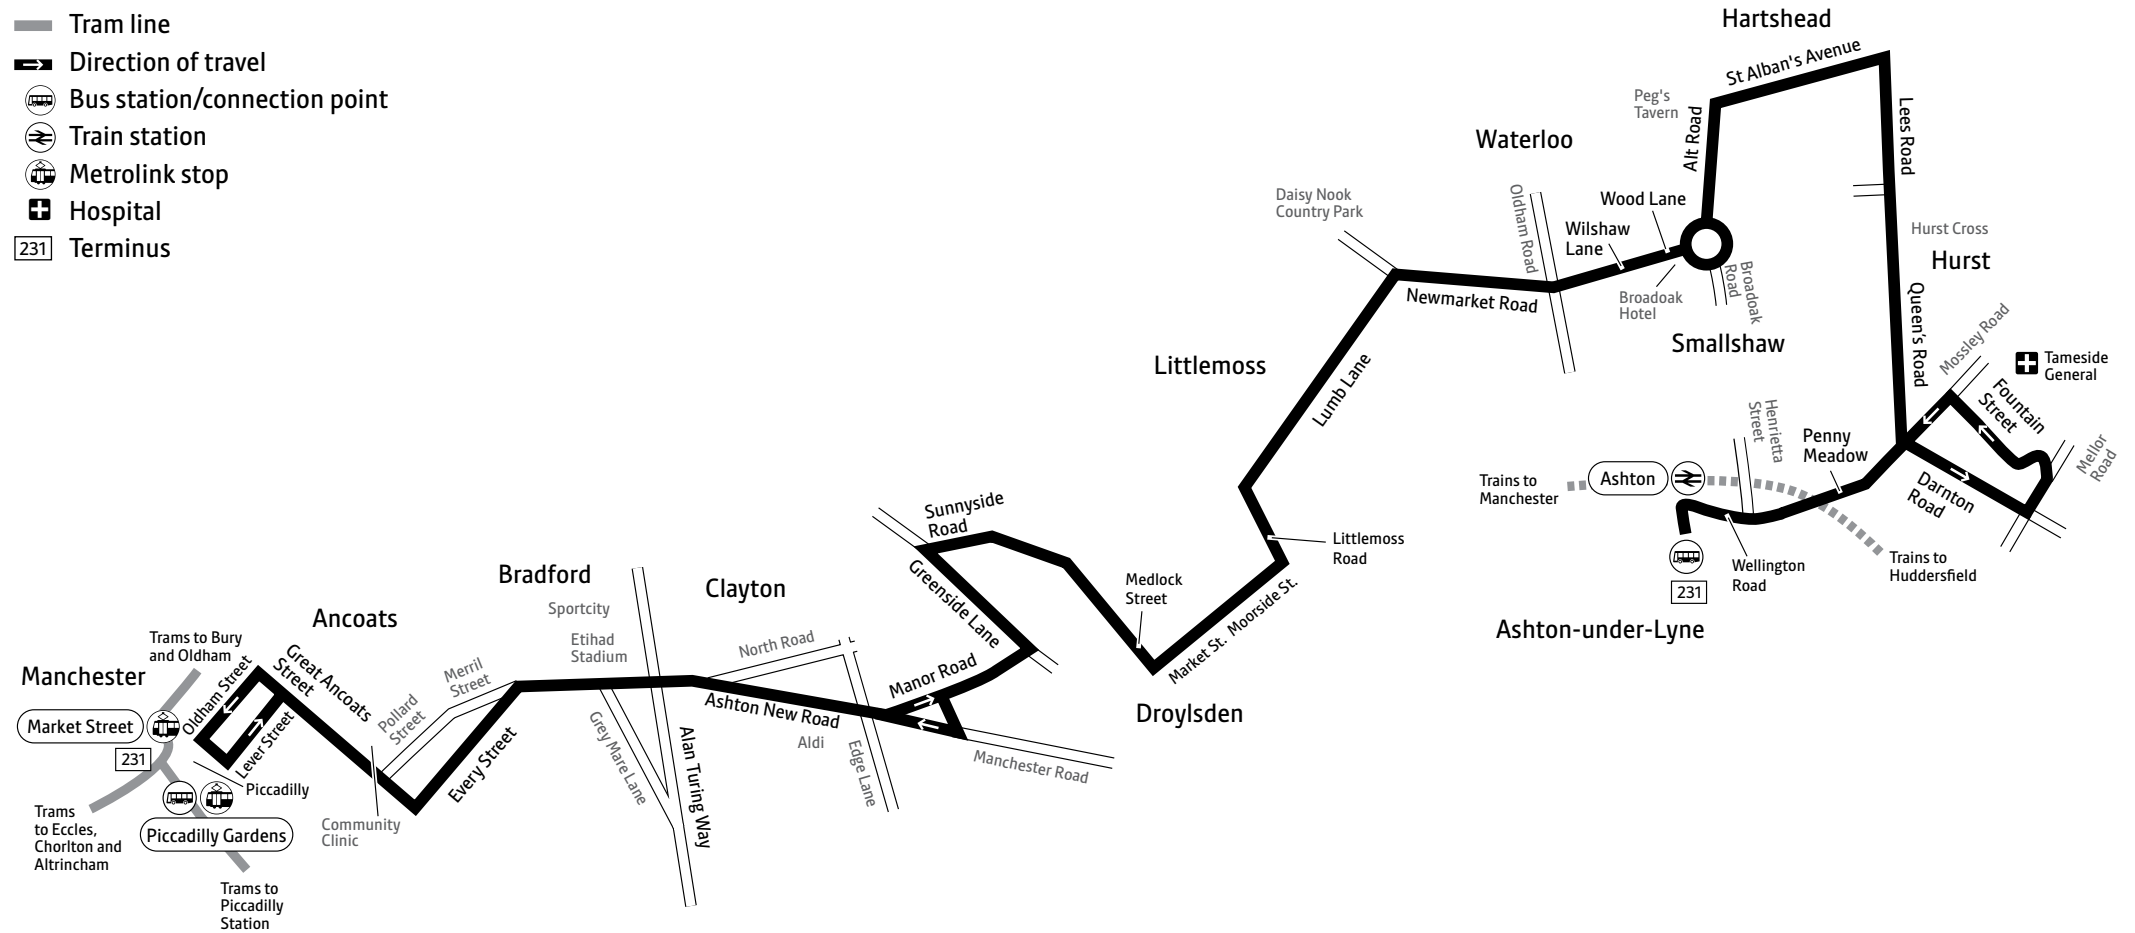 Tram line
Direction of travel
Bus station/connection point
Train station
Metrolink stop
Hospital
231
Terminus
Hartshead
St Alban's Avenue
Peg's
Tavern
Alt Road
Lees Road
Waterloo
Daisy Nook
Country Park
Oldham Road
Wood Lane
Wilshaw
Lane
Newmarket Road
Broadoak
Hotel
Broadoak
Road
Smallshaw
Hurst Cross
Hurst
Queen's Road
Mossley Road
Tameside
General
Fountain
Street
Mellor
Road
Darnton
Road
Penny
Meadow
Henrietta
Street
Trains to
Manchester
Ashton
Wellington
Road
Trains to
Huddersfield
231
Ashton-under-Lyne
Littlemoss
Lumb Lane
Littlemoss
Road
Moorside St.
Market St.
Medlock
Street
Droylsden
Sunnyside
Road
Greenside Lane
Manor Road
Manchester Road
Clayton
North Road
Ashton New Road
Aldi
Edge Lane
Bradford
Sportcity
Etihad
Stadium
Grey Mare Lane
Alan Turing Way
Every Street
Ancoats
Merril
Street
Pollard
Street
Great Ancoats
Street
Community
Clinic
Trams to Bury
and Oldham
Manchester
Oldham Street
Lever Street
Market Street
231
Piccadilly
Piccadilly Gardens
Trams
to Eccles,
Chorlton and
Altrincham
Trams to
Piccadilly
Station